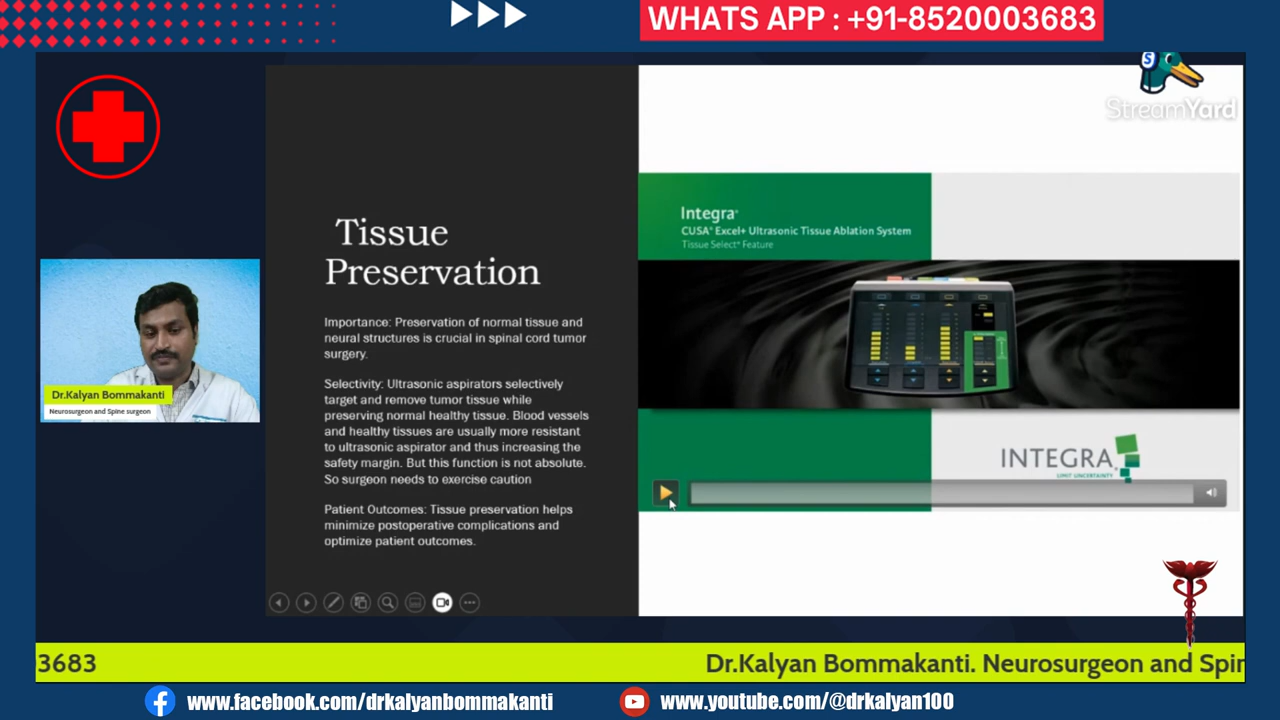 WHATS APP : +91-8520003683
StreamYard
Integra®
CUSA® Excel+ Ultrasonic Tissue Ablation System
Tissue Select® Feature
Tissue
Preservation
Importance: Preservation of normal tissue and
neural structures is crucial in spinal cord tumor
surgery.
Selectivity: Ultrasonic aspirators selectively
target and remove tumor tissue while
preserving normal healthy tissue. Blood vessels
and healthy tissues are usually more resistant
to ultrasonic aspirator and thus increasing the
safety margin. But this function is not absolute.
So surgeon needs to exercise caution
Patient Outcomes: Tissue preservation helps
minimize postoperative complications and
optimize patient outcomes.
Dr.Kalyan Bommakanti
Neurosurgeon and Spine surgeon
INTEGRA
LIMIT UNCERTAINTY
3683
Dr.Kalyan Bommakanti. Neurosurgeon and Spir
www.facebook.com/drkalyanbommakanti
www.youtube.com/@drkalyan100